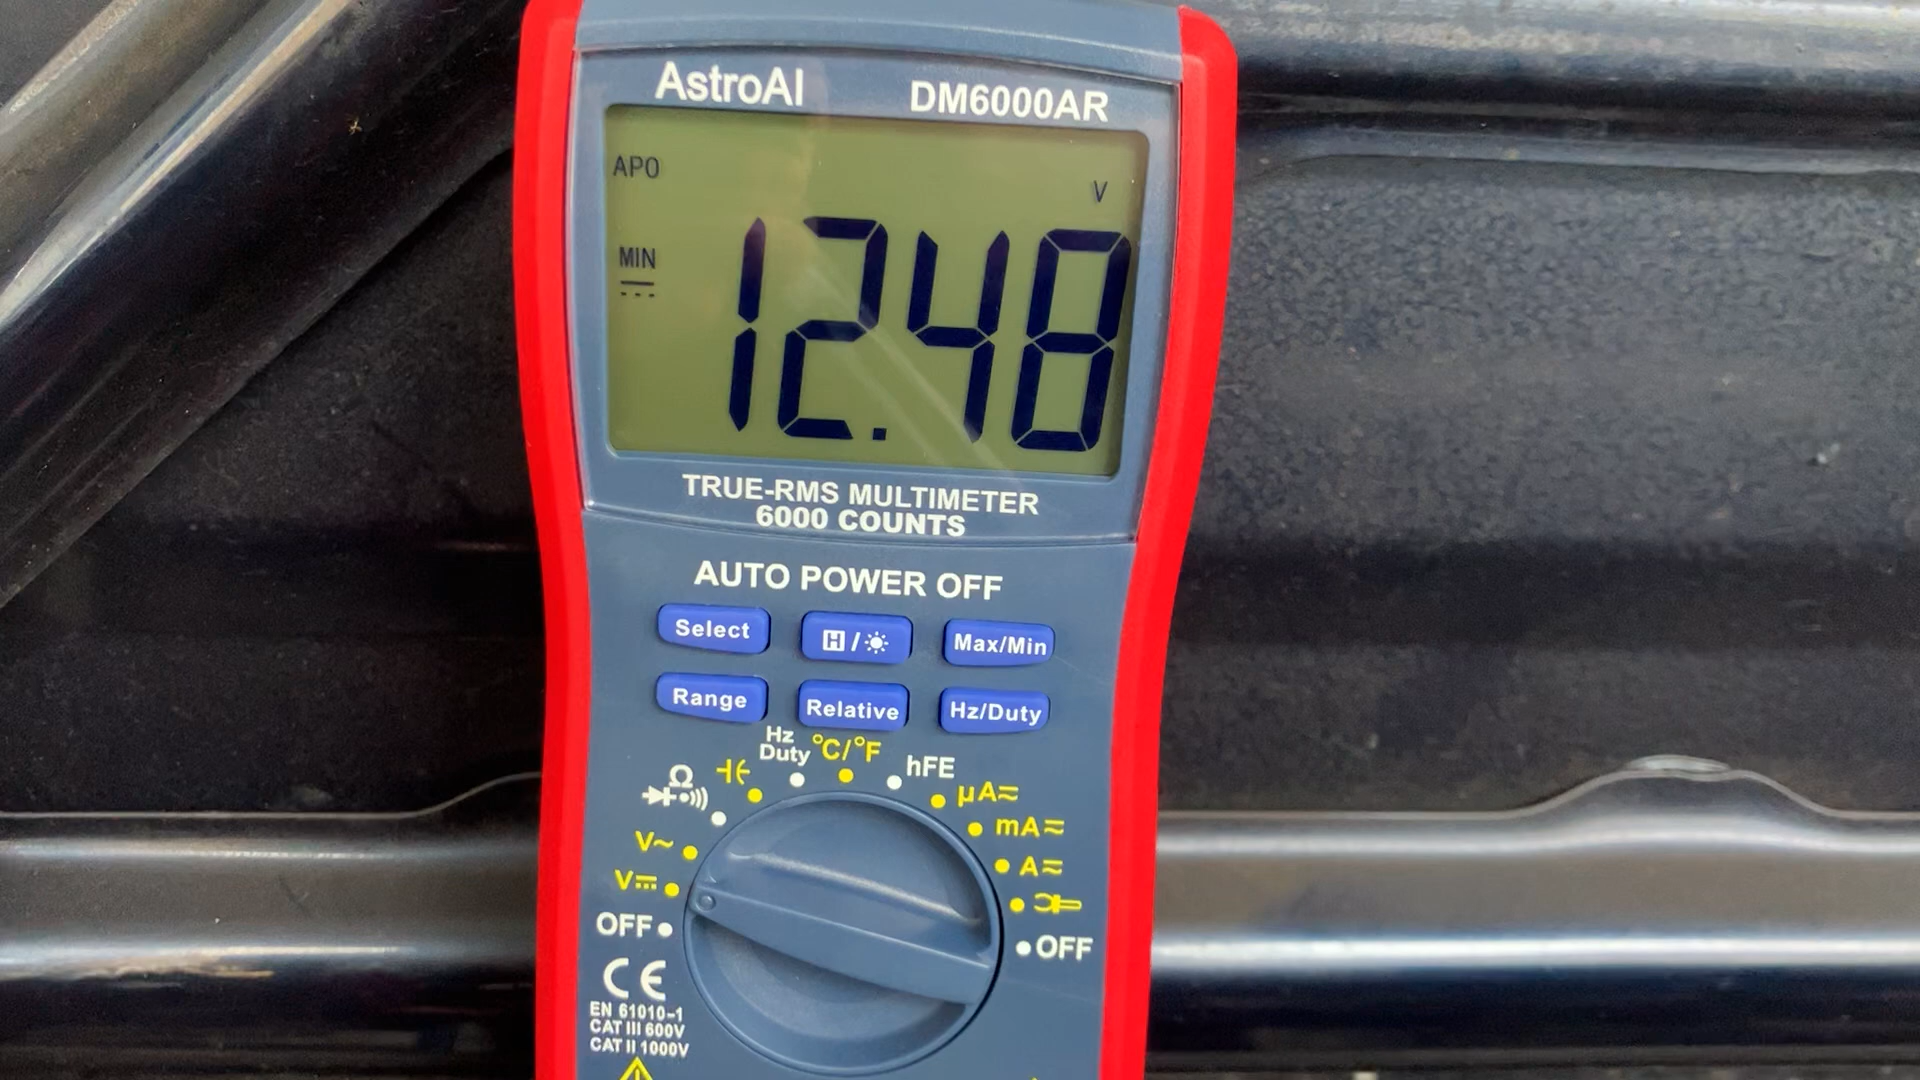 AstroAI DM6000AR
APO
V
MIN
12.48
TRUE-RMS MULTIMETER
6000 COUNTS
AUTO POWER OFF
Select H/☀ Max/Min
Range Relative Hz/Duty
Hz
Duty
°C/°F
hFE
Ω
µA≂
mA≂
V~
A≂
V⎓
OFF
OFF
CE
EN 61010-1
CAT III 600V
CAT II 1000V